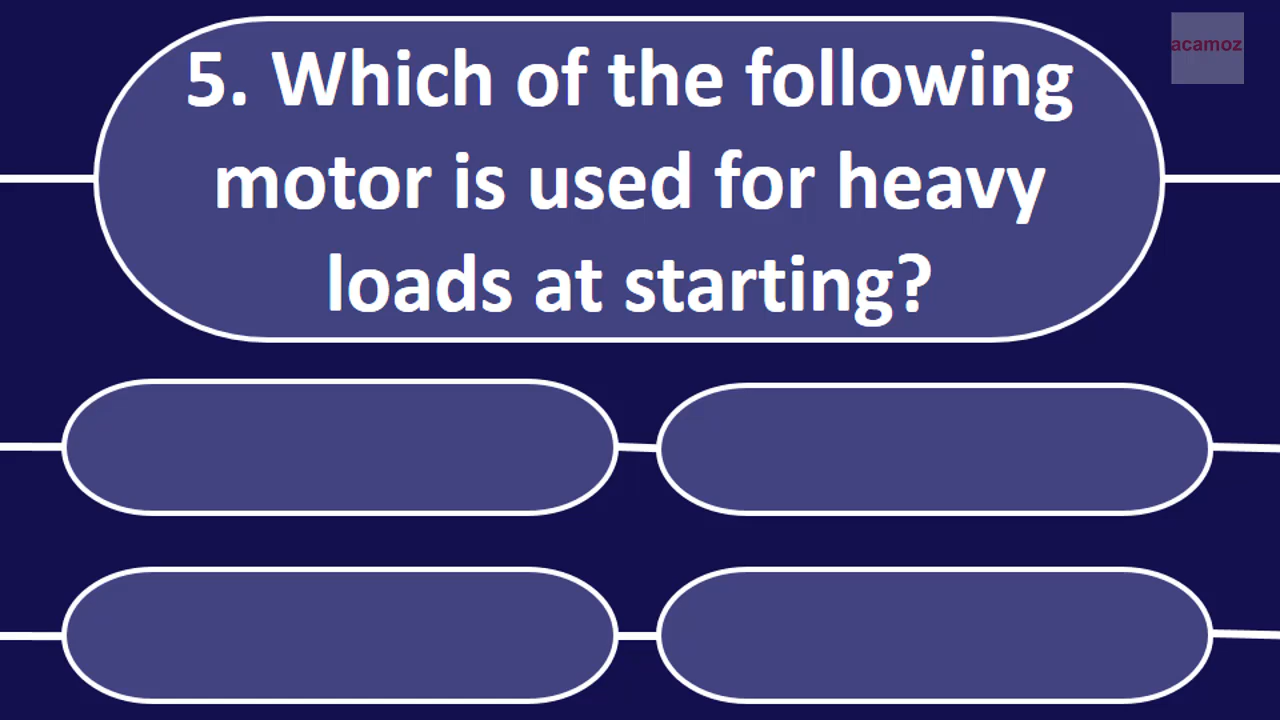 acamoz
5. Which of the following
motor is used for heavy
loads at starting?